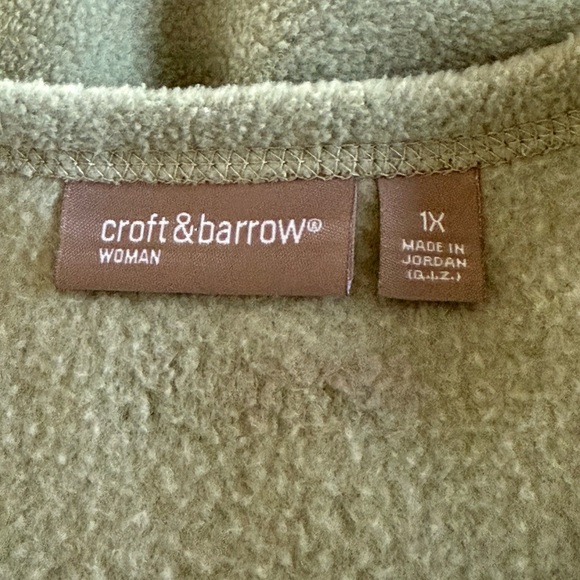 croft&barrow®
WOMAN
1X
MADE IN
JORDAN
(Q.I.Z.)